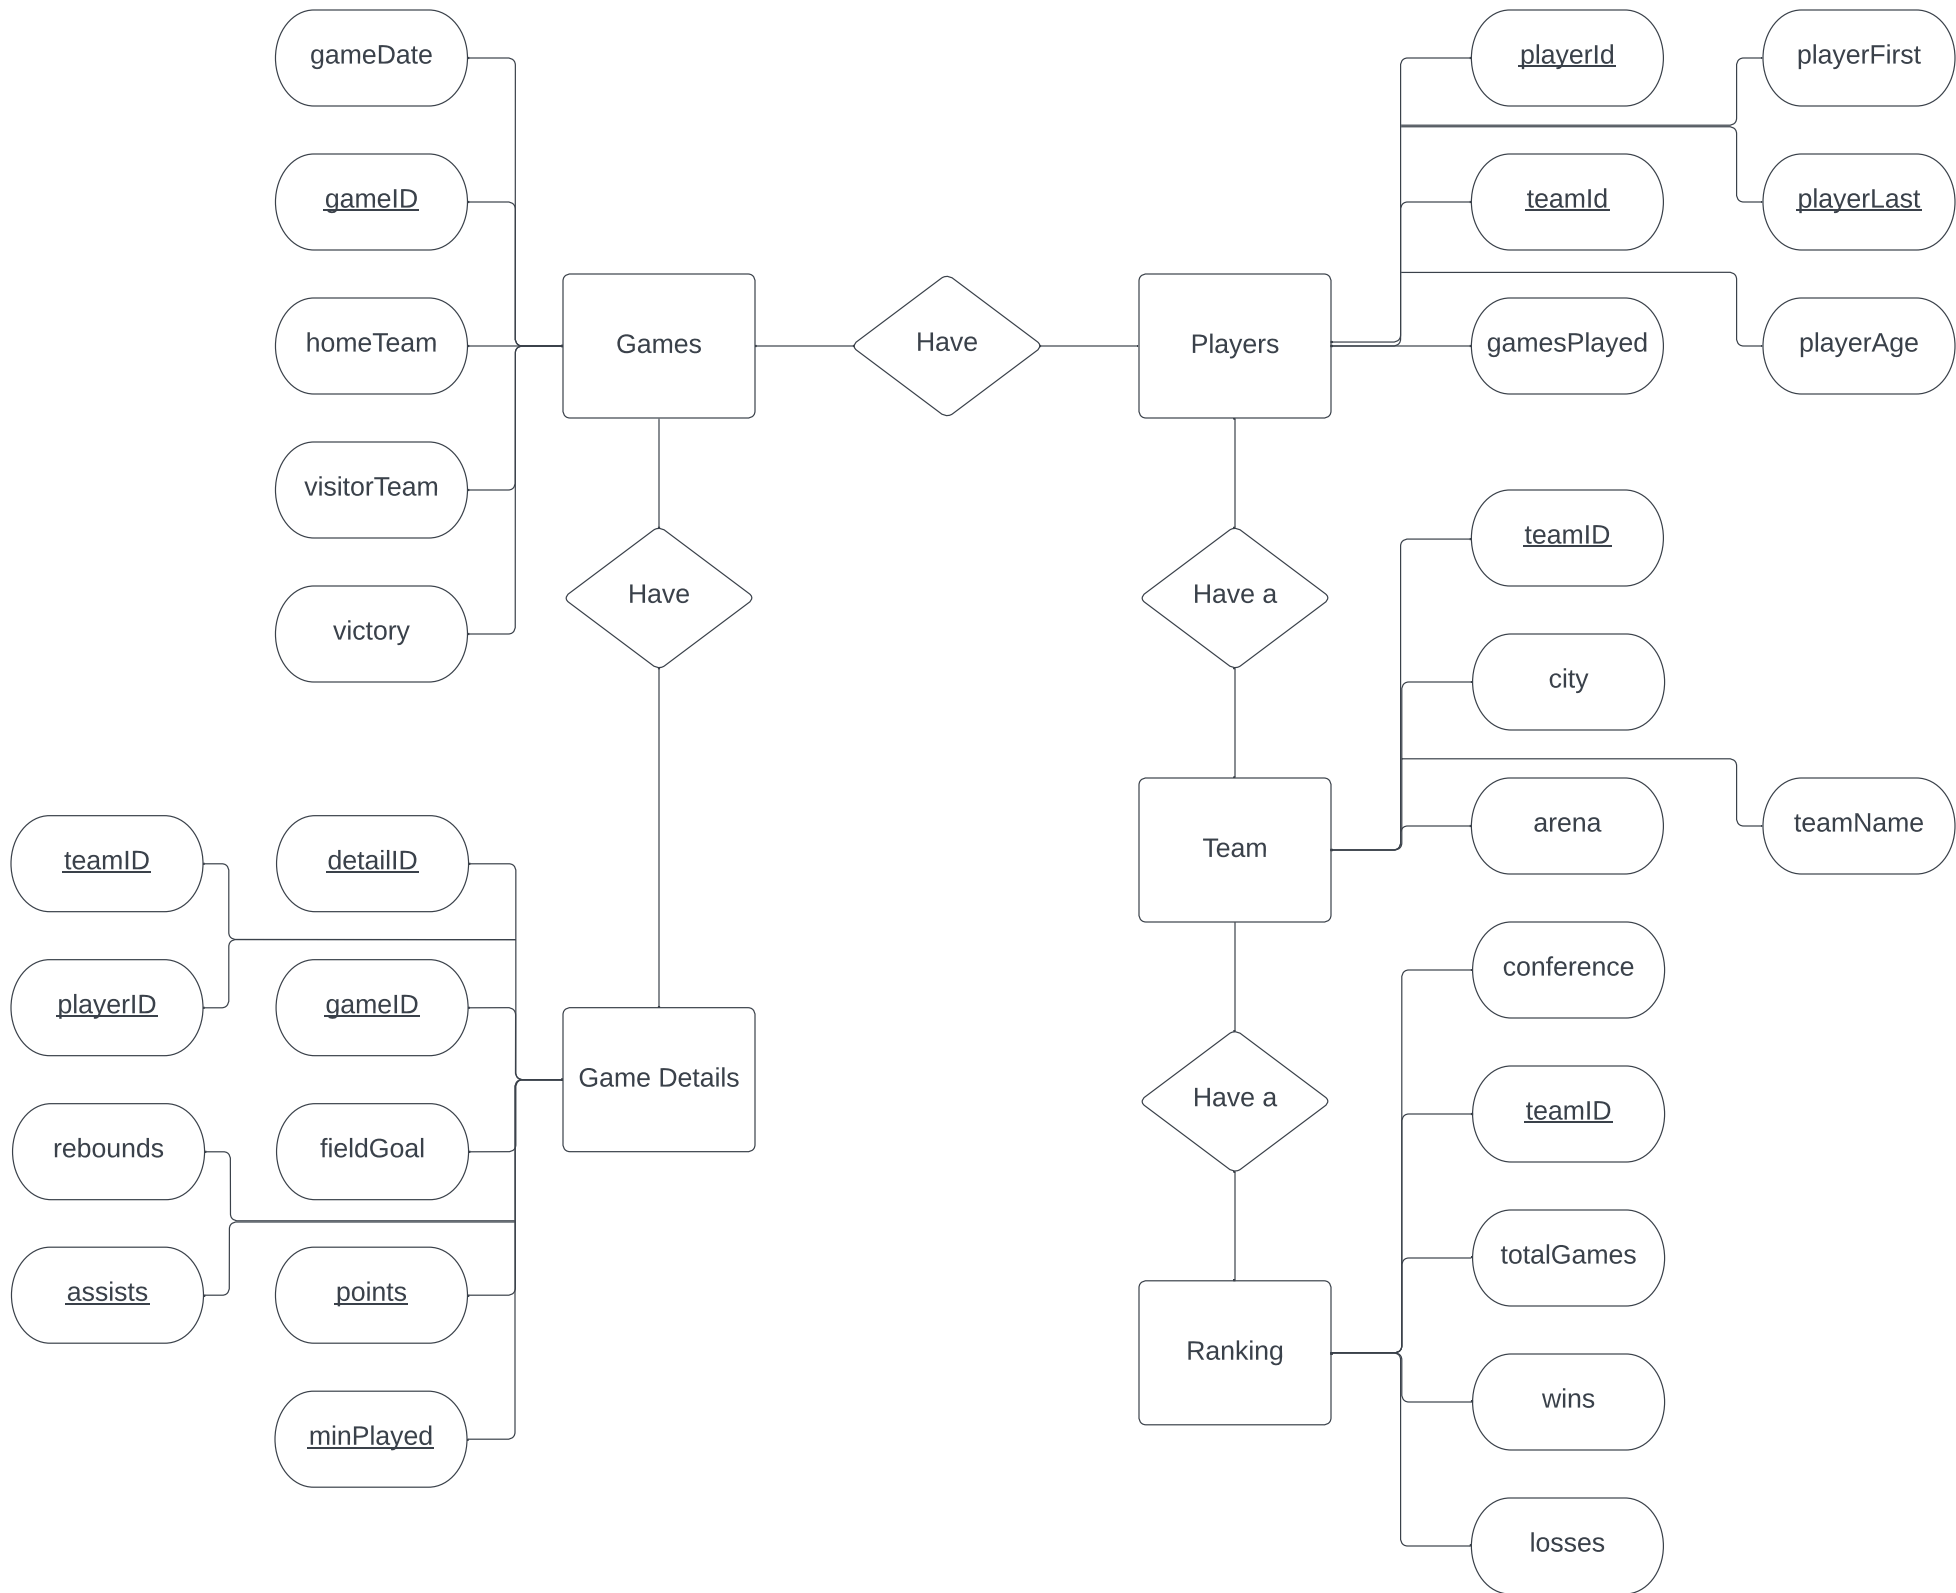 gameDate
playerId
playerFirst
gameID
teamId
playerLast
homeTeam
Games
Have
Players
gamesPlayed
playerAge
visitorTeam
teamID
victory
Have
Have a
city
teamID
detailID
Team
arena
teamName
playerID
gameID
Game Details
conference
rebounds
fieldGoal
Have a
teamID
assists
points
totalGames
minPlayed
Ranking
wins
losses